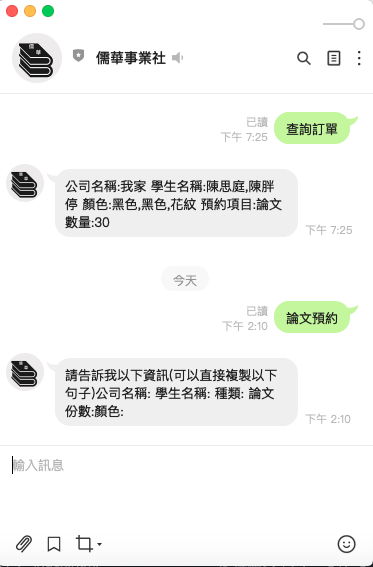 儒華事業社
已讀
下午 7:25
查詢訂單
公司名稱:我家 學生名稱:陳思庭,陳胖
停 顏色:黑色,黑色,花紋 預約項目:論文
數量:30
下午 7:25
今天
已讀
下午 2:10
論文預約
請告訴我以下資訊(可以直接複製以下
句子)公司名稱: 學生名稱: 種類: 論文
份數:顏色:
下午 2:10
輸入訊息